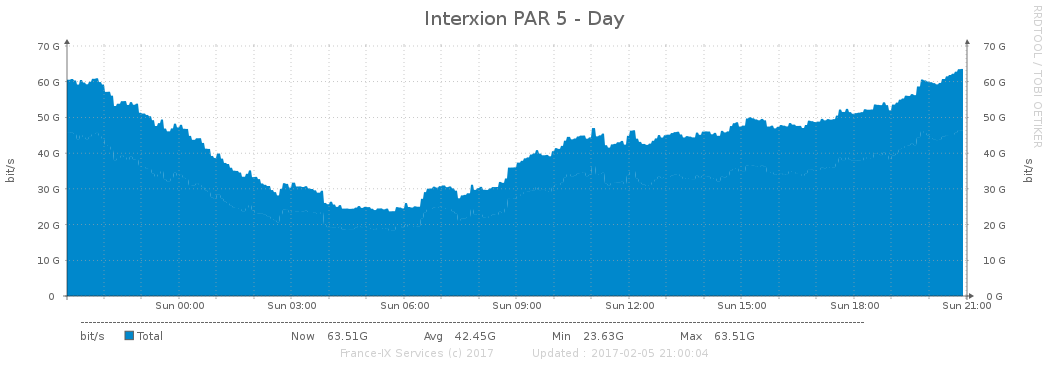 Interxion PAR 5 - Day
RRDTOOL / TOBI OETIKER
70 G 70 G
60 G 60 G
50 G 50 G
40 G 40 G
30 G 30 G
20 G 20 G
10 G 10 G
0 0 G
bit/s bit/s
Sun 00:00 Sun 03:00 Sun 06:00 Sun 09:00 Sun 12:00 Sun 15:00 Sun 18:00 Sun 21:00
bit/s Total Now 63.51G Avg 42.45G Min 23.63G Max 63.51G
France-IX Services (c) 2017 Updated : 2017-02-05 21:00:04